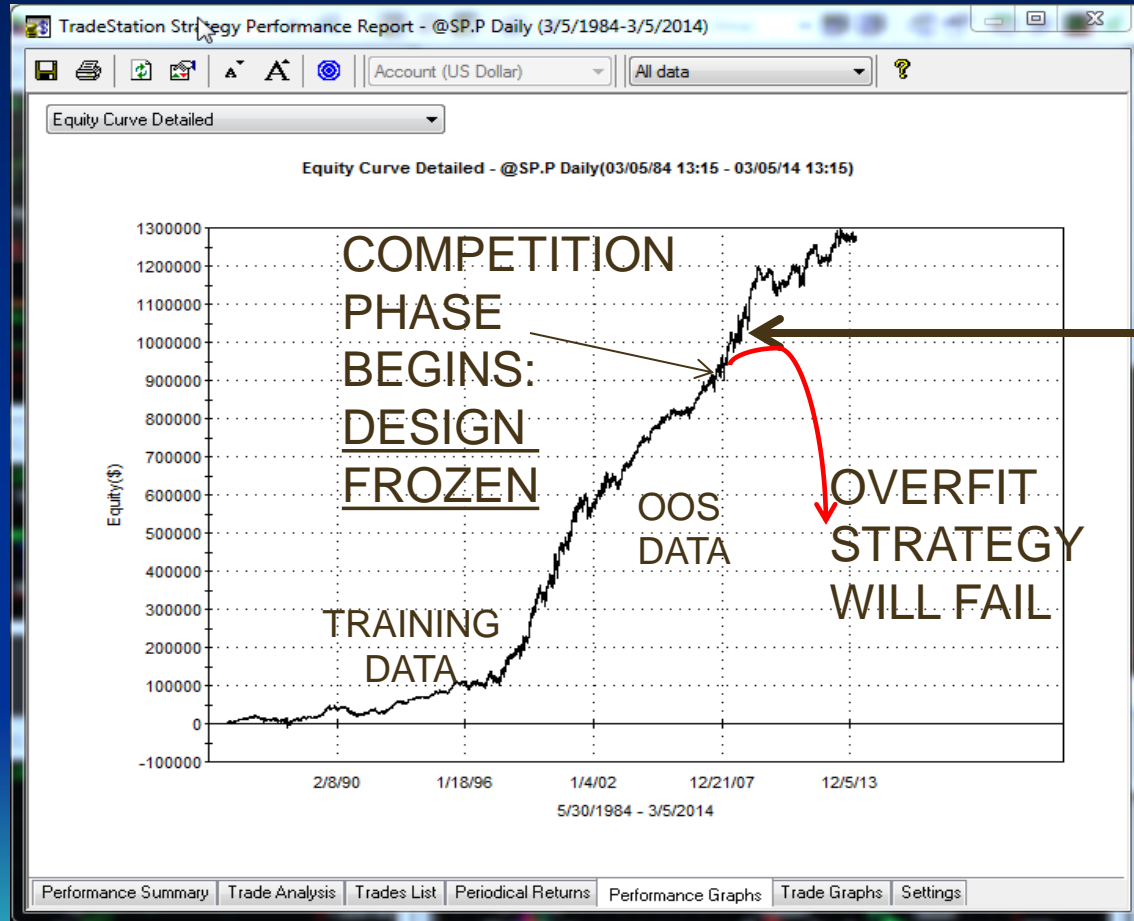 TradeStation Strategy Performance Report - @SP.P Daily (3/5/1984-3/5/2014)
A A Account (US Dollar) All data
Equity Curve Detailed
Equity Curve Detailed - @SP.P Daily(03/05/84 13:15 - 03/05/14 13:15)
1300000
1200000
1100000
1000000
900000
800000
700000
600000
500000
400000
300000
200000
100000
0
-100000
Equity($)
COMPETITION
PHASE
BEGINS:
DESIGN
FROZEN
OOS
DATA
OVERFIT
STRATEGY
WILL FAIL
TRAINING
DATA
2/8/90 1/18/96 1/4/02 12/21/07 12/5/13
5/30/1984 - 3/5/2014
Performance Summary Trade Analysis Trades List Periodical Returns Performance Graphs Trade Graphs Settings